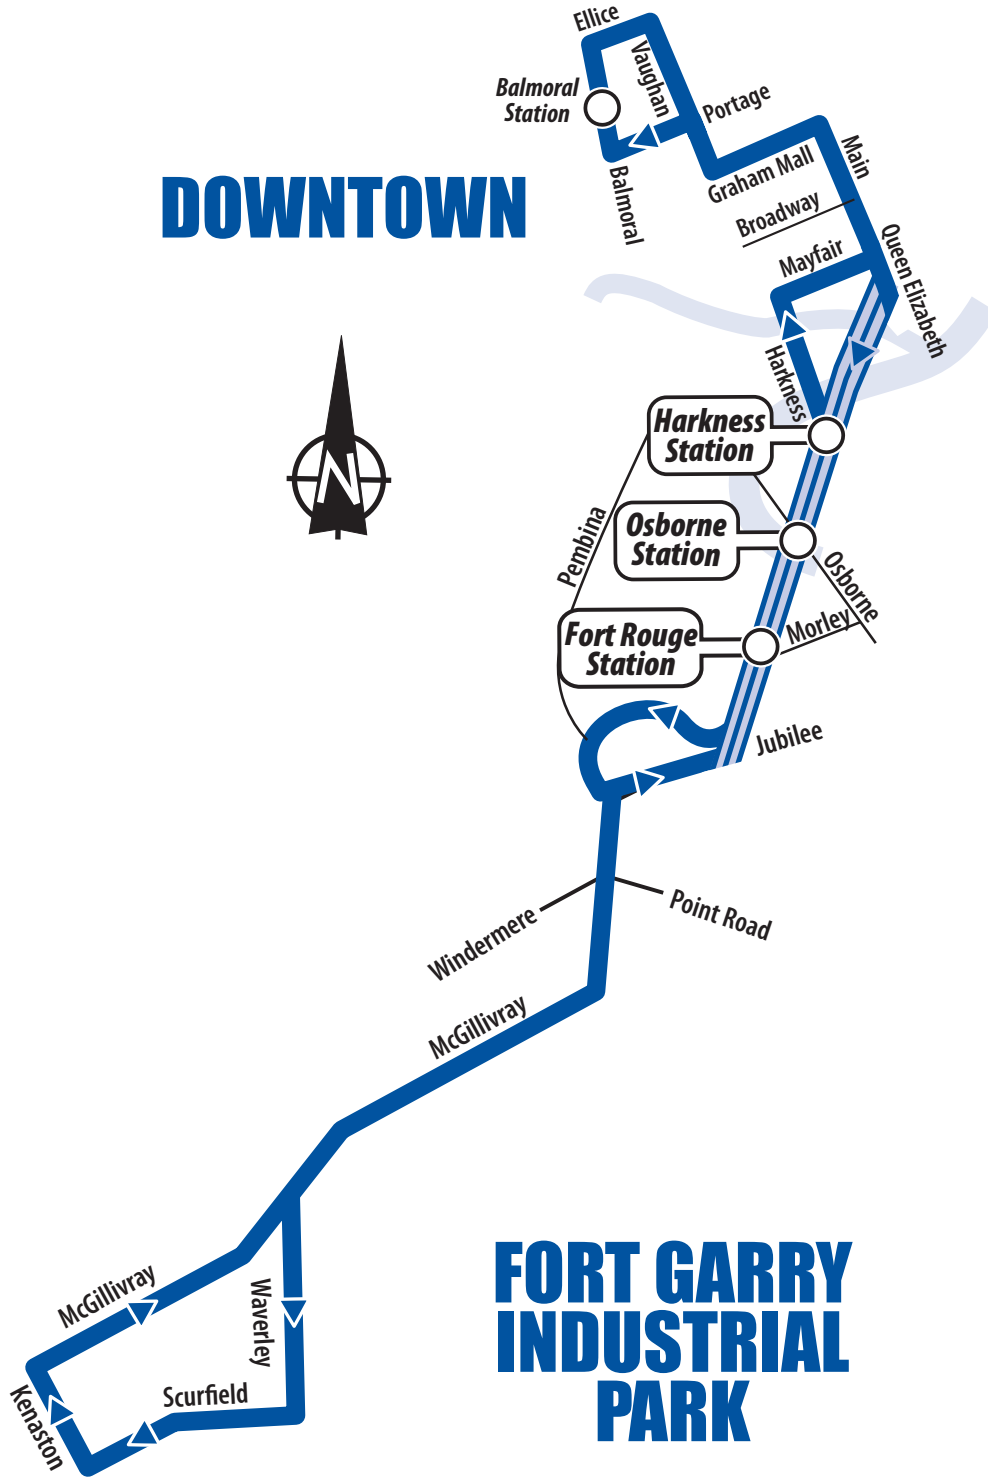 Ellice
Vaughan
Balmoral
Station
Portage
Main
Graham Mall
Balmoral
DOWNTOWN
Broadway
Mayfair
Queen Elizabeth
Harkness
Harkness
Station
N
Pembina
Osborne
Station
Osborne
Morley
Fort Rouge
Station
Jubilee
Point Road
Windermere
McGillivray
FORT GARRY
INDUSTRIAL
PARK
McGillivray
Waverley
Scurfield
Kenaston